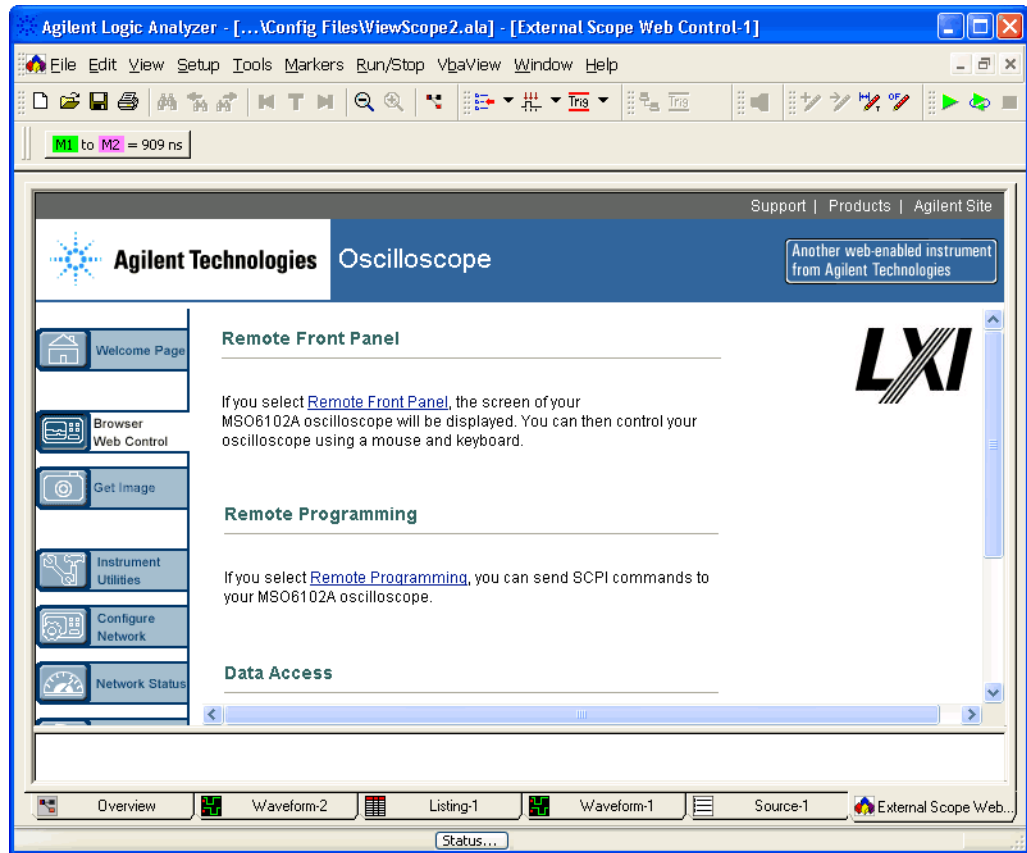 Agilent Logic Analyzer - [...\Config Files\ViewScope2.ala] - [External Scope Web Control-1]
File Edit View Setup Tools Markers Run/Stop VbaView Window Help
T Trig Trig
M1 to M2 = 909 ns
Support | Products | Agilent Site
Agilent Technologies Oscilloscope
Another web-enabled instrument
from Agilent Technologies
Welcome Page
Remote Front Panel
LXI
If you select Remote Front Panel, the screen of your
MSO6102A oscilloscope will be displayed. You can then control your
oscilloscope using a mouse and keyboard.
Browser
Web Control
Get Image
Remote Programming
Instrument
Utilities
If you select Remote Programming, you can send SCPI commands to
your MSO6102A oscilloscope.
Configure
Network
Data Access
Network Status
Overview Waveform-2 Listing-1 Waveform-1 Source-1 External Scope Web...
Status...